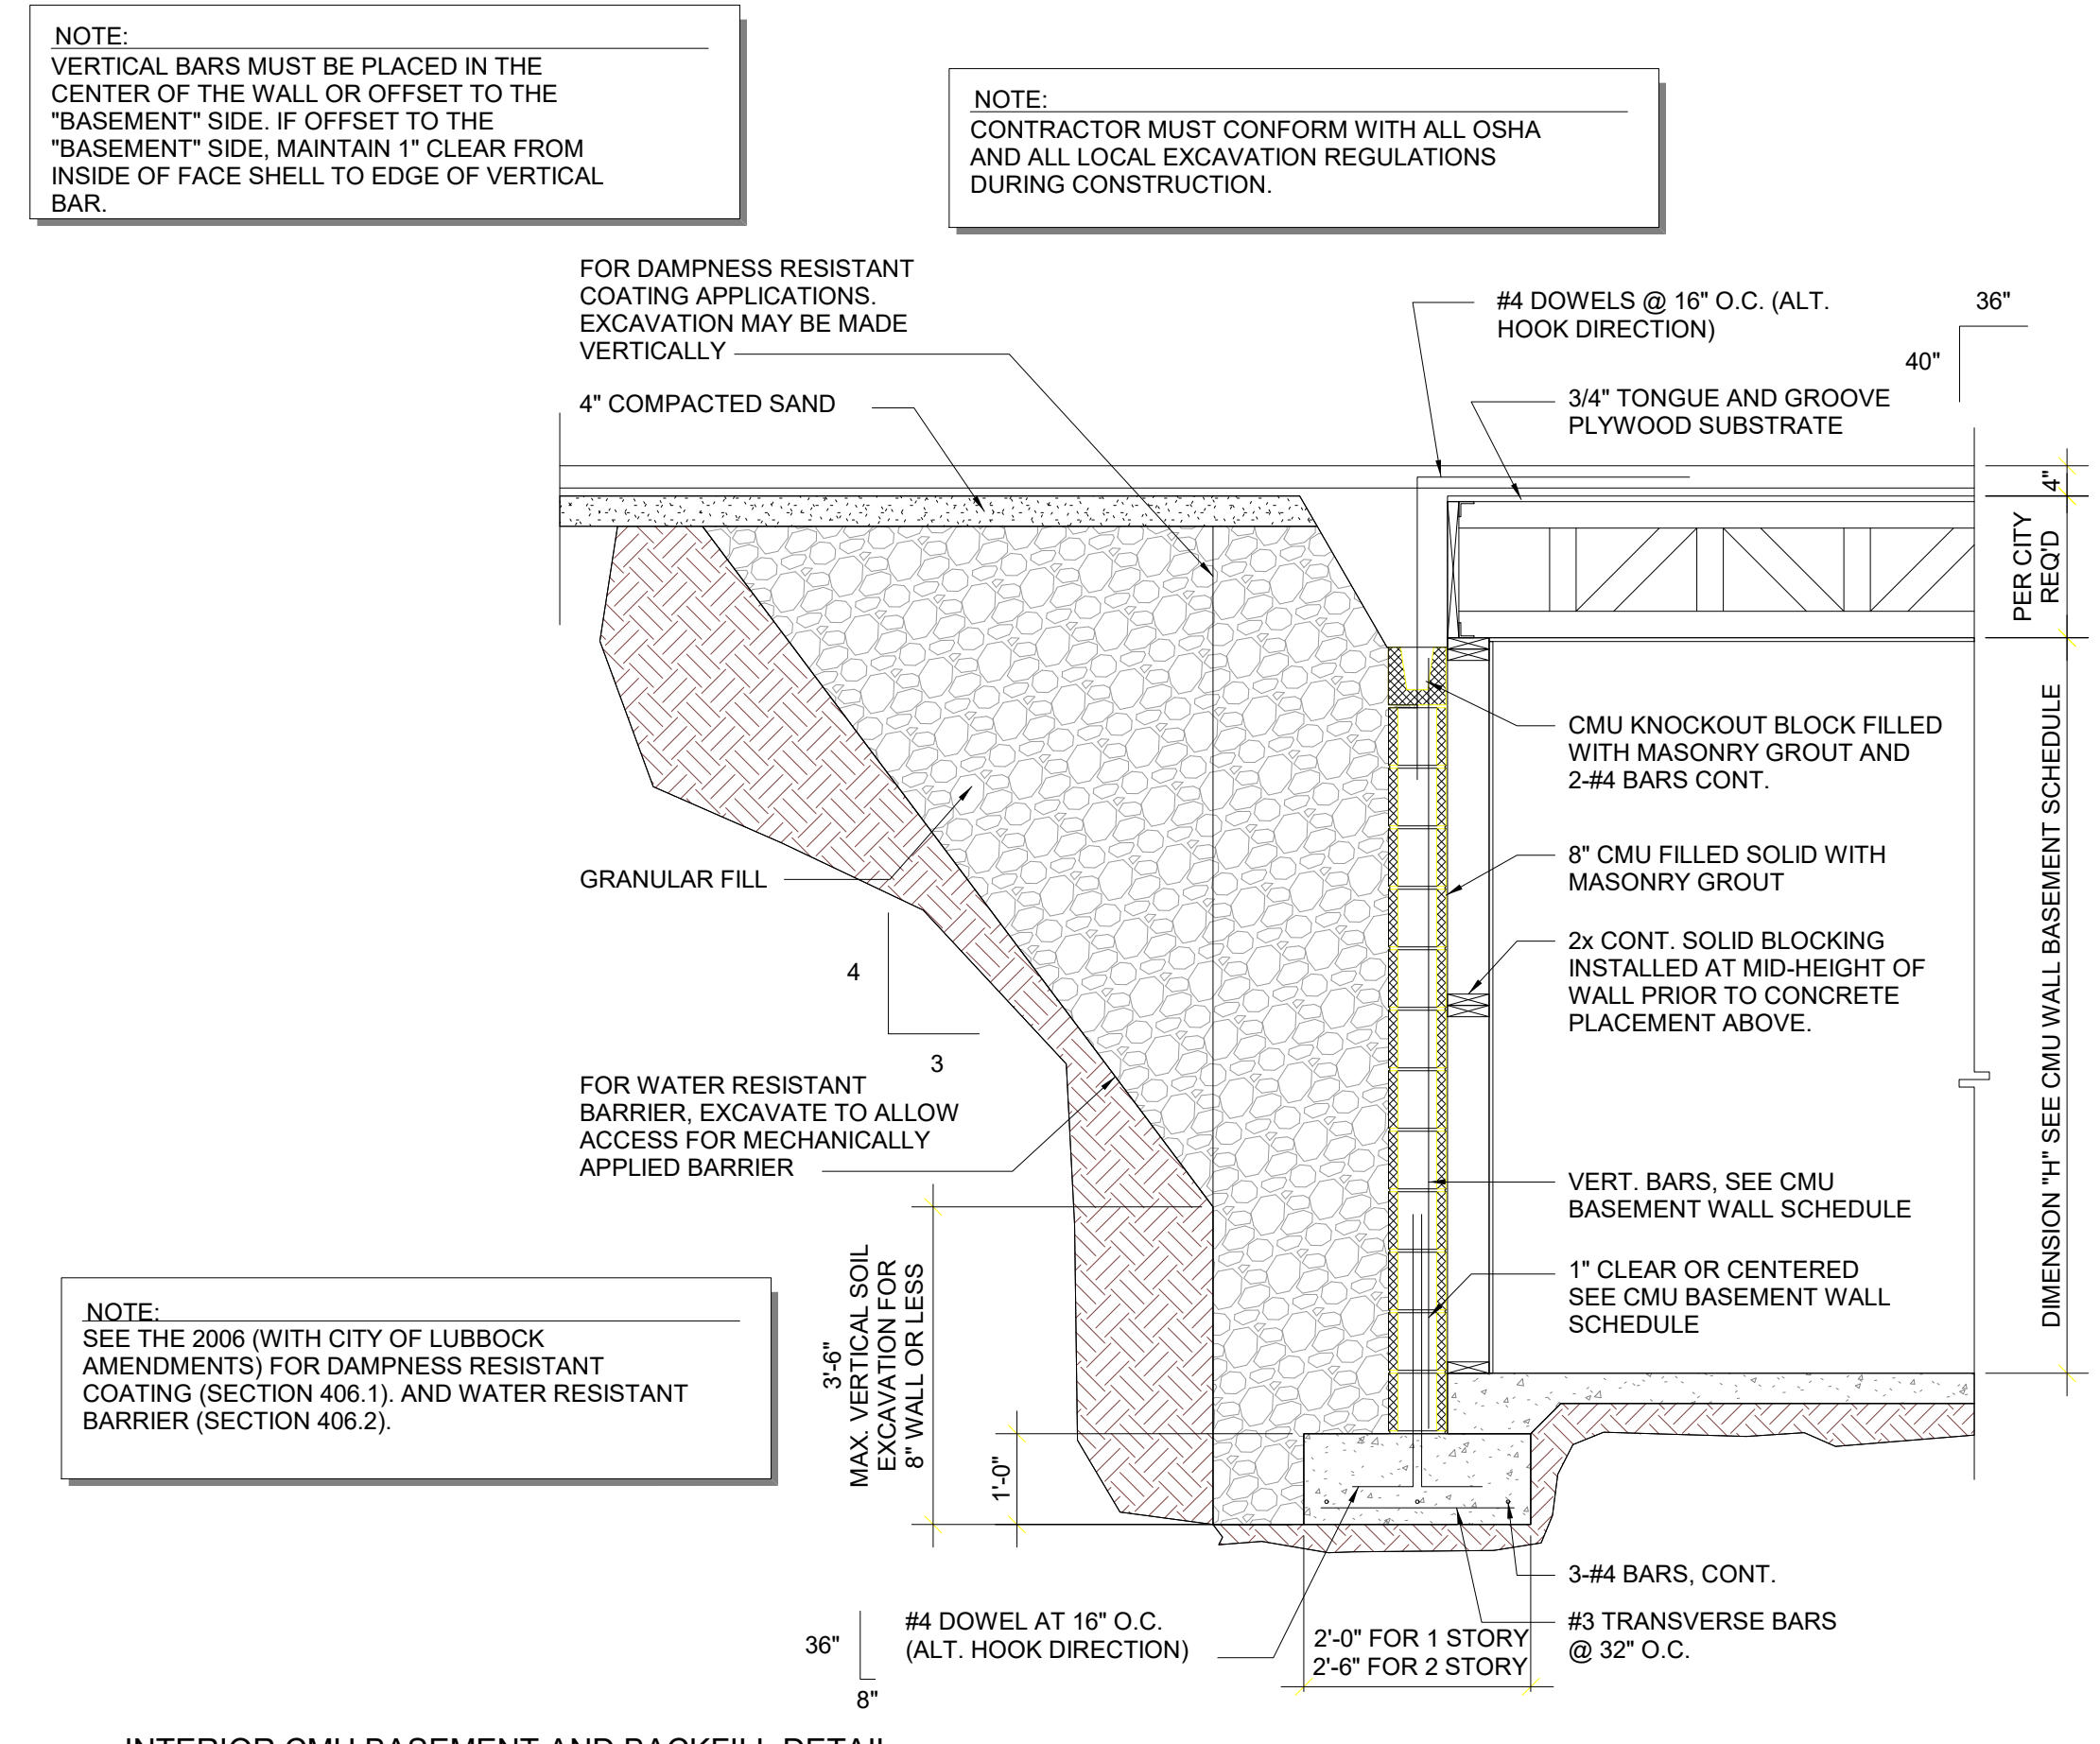 NOTE:
VERTICAL BARS MUST BE PLACED IN THE
CENTER OF THE WALL OR OFFSET TO THE
"BASEMENT" SIDE. IF OFFSET TO THE
"BASEMENT" SIDE, MAINTAIN 1" CLEAR FROM
INSIDE OF FACE SHELL TO EDGE OF VERTICAL
BAR.
NOTE:
CONTRACTOR MUST CONFORM WITH ALL OSHA
AND ALL LOCAL EXCAVATION REGULATIONS
DURING CONSTRUCTION.
FOR DAMPNESS RESISTANT
COATING APPLICATIONS.
EXCAVATION MAY BE MADE
VERTICALLY
4" COMPACTED SAND
#4 DOWELS @ 16" O.C. (ALT.
HOOK DIRECTION)
36"
40"
3/4" TONGUE AND GROOVE
PLYWOOD SUBSTRATE
4"
PER CITY
REQ'D
DIMENSION "H" SEE CMU WALL BASEMENT SCHEDULE
CMU KNOCKOUT BLOCK FILLED
WITH MASONRY GROUT AND
2-#4 BARS CONT.
8" CMU FILLED SOLID WITH
MASONRY GROUT
2x CONT. SOLID BLOCKING
INSTALLED AT MID-HEIGHT OF
WALL PRIOR TO CONCRETE
PLACEMENT ABOVE.
VERT. BARS, SEE CMU
BASEMENT WALL SCHEDULE
1" CLEAR OR CENTERED
SEE CMU BASEMENT WALL
SCHEDULE
GRANULAR FILL
4
3
FOR WATER RESISTANT
BARRIER, EXCAVATE TO ALLOW
ACCESS FOR MECHANICALLY
APPLIED BARRIER
3'-6"
MAX. VERTICAL SOIL
EXCAVATION FOR
8" WALL OR LESS
1'-0"
NOTE:
SEE THE 2006 (WITH CITY OF LUBBOCK
AMENDMENTS) FOR DAMPNESS RESISTANT
COATING (SECTION 406.1). AND WATER RESISTANT
BARRIER (SECTION 406.2).
3-#4 BARS, CONT.
#3 TRANSVERSE BARS
@ 32" O.C.
2'-0" FOR 1 STORY
2'-6" FOR 2 STORY
#4 DOWEL AT 16" O.C.
(ALT. HOOK DIRECTION)
36"
8"
INTERIOR CMU BASEMENT AND BACKFILL DETAIL